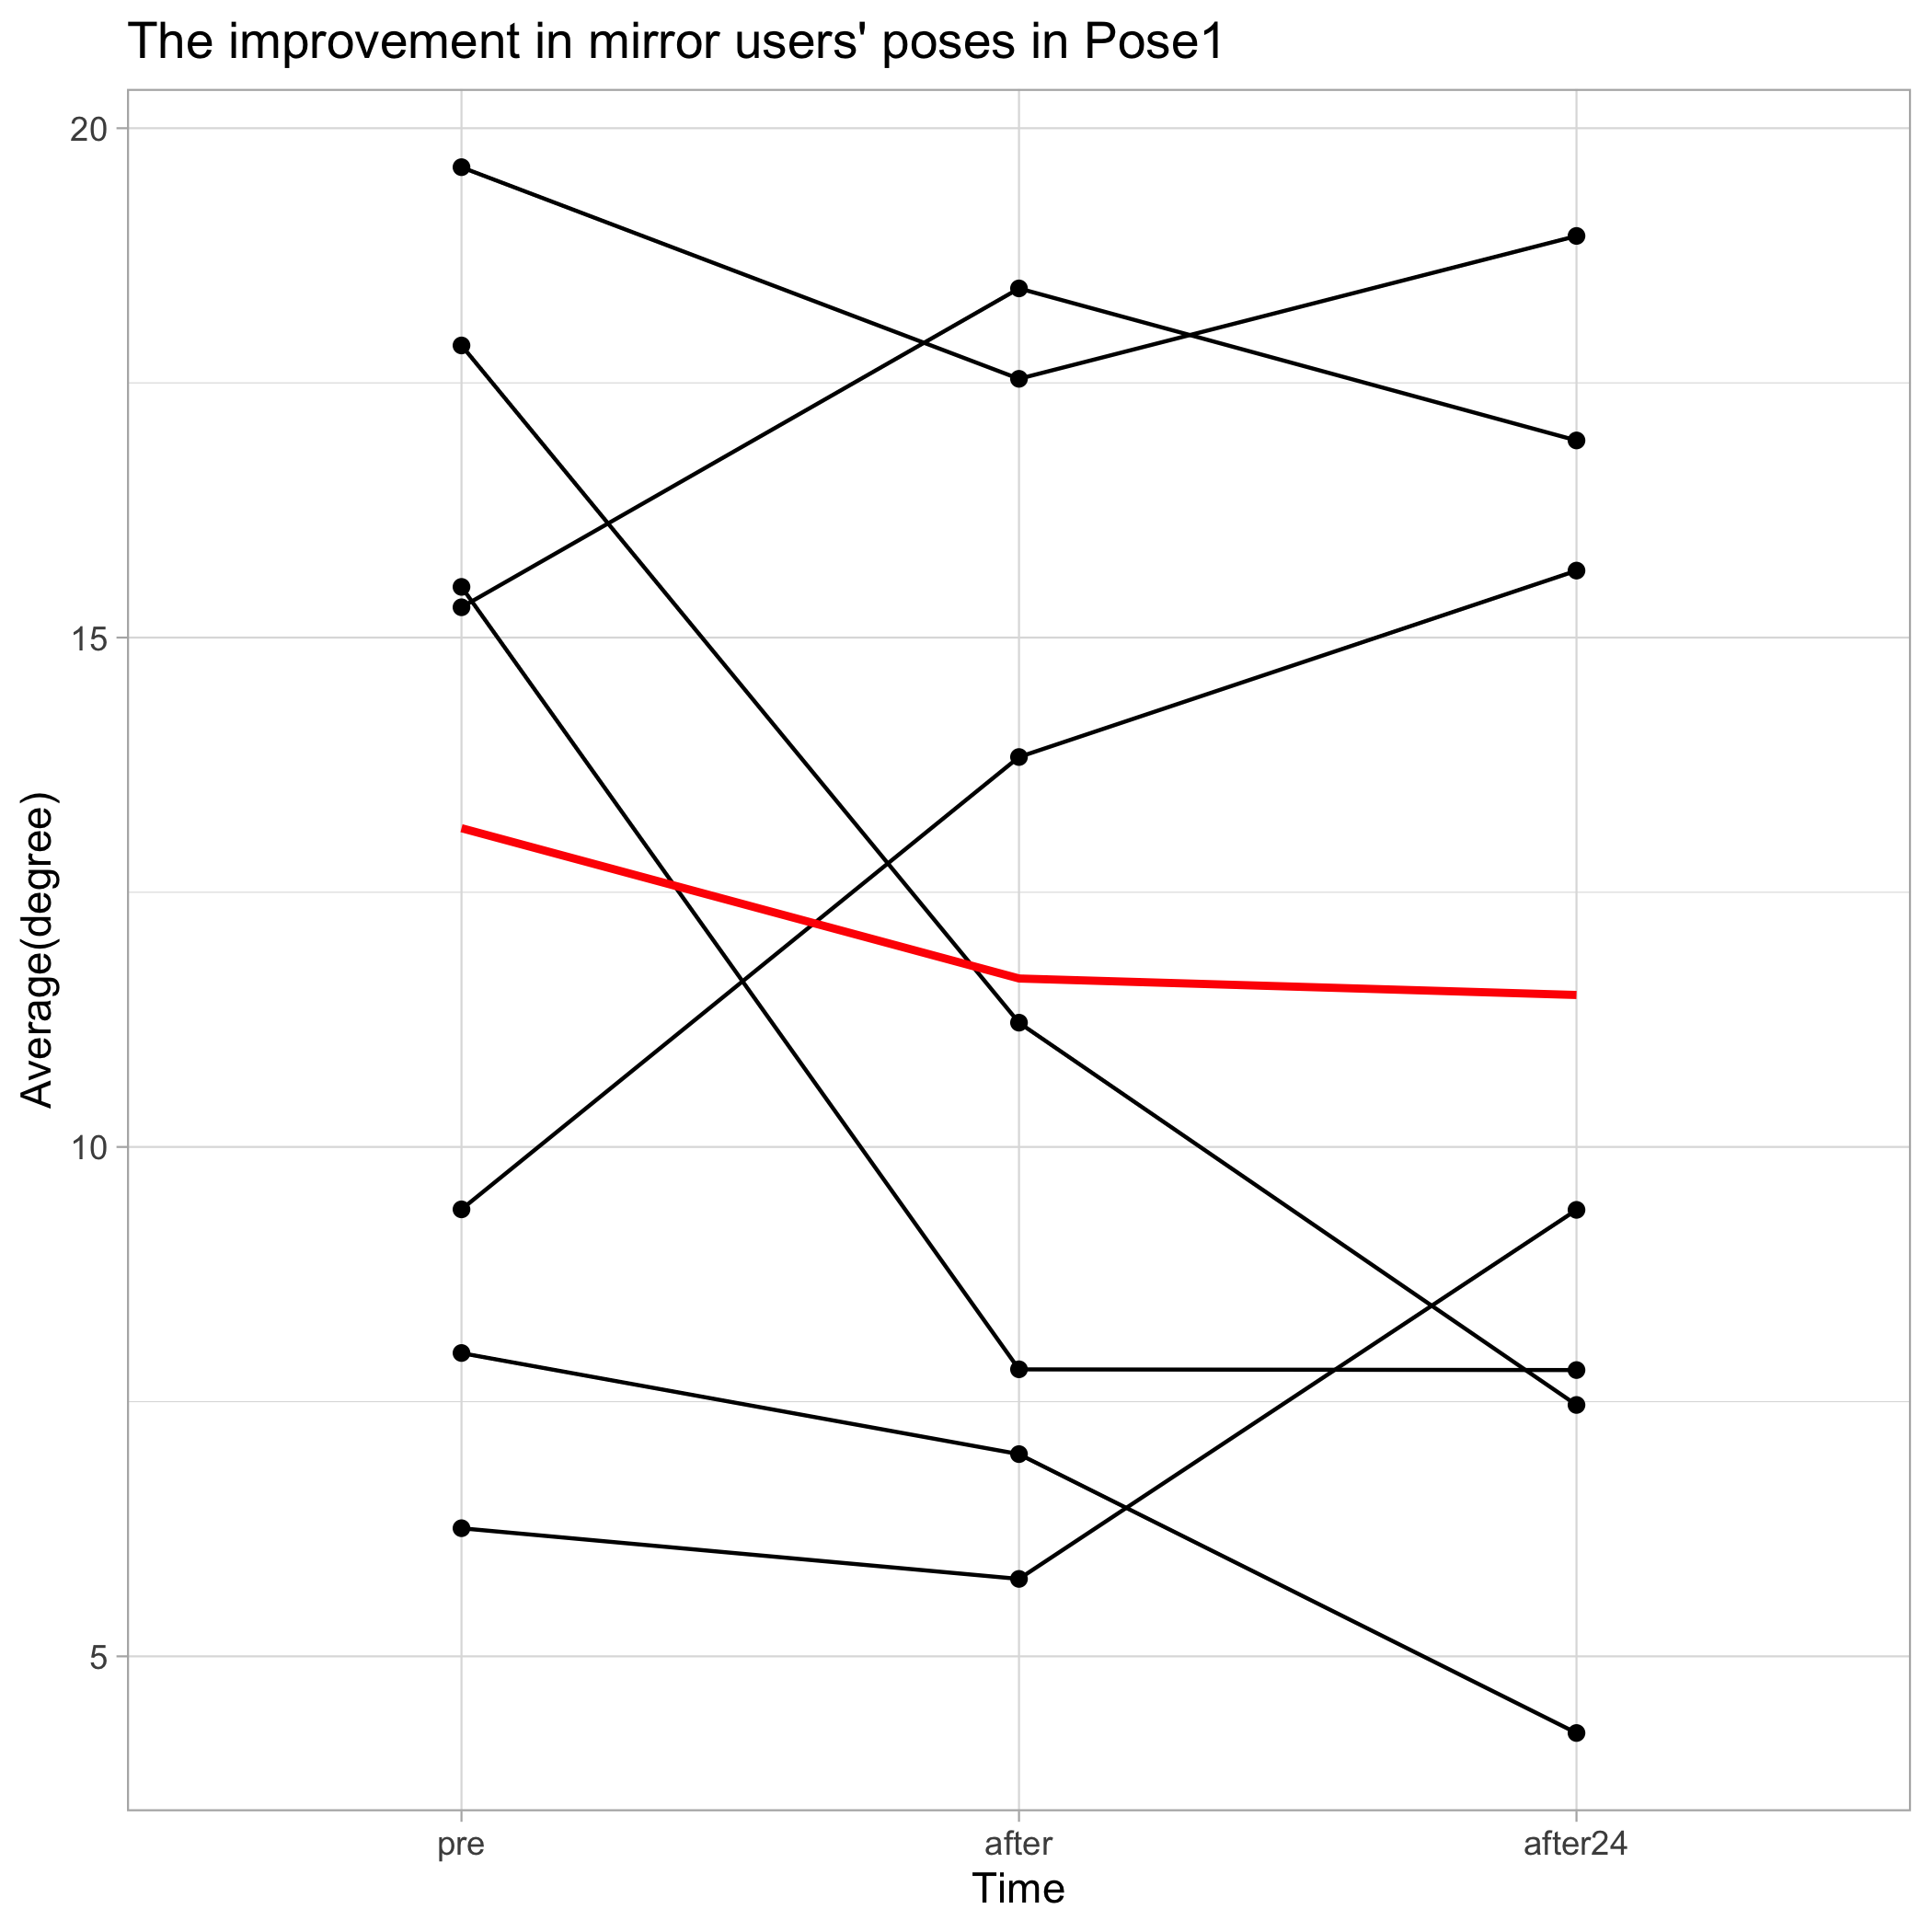 The improvement in mirror users' poses in Pose1
20
15
10
5
Average(degree)
pre
after
after24
Time